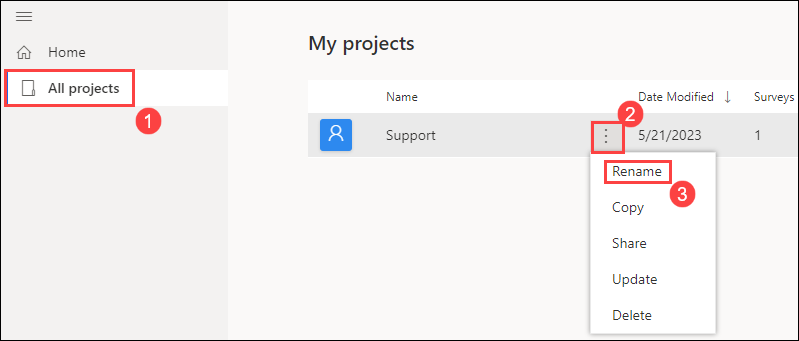 Home
All projects
1
My projects
Name
Date Modified ↓
Surveys
2
Support
5/21/2023
1
Rename
3
Copy
Share
Update
Delete